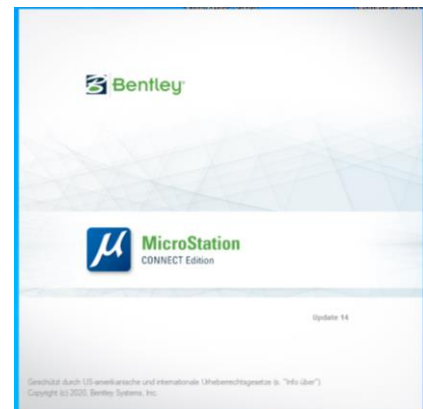 Bentley
μ MicroStation
CONNECT Edition
Update 14
Geschützt durch US-amerikanische und internationale Urheberrechtsgesetze (s. "Info über").
Copyright (c) 2020, Bentley Systems, Inc.